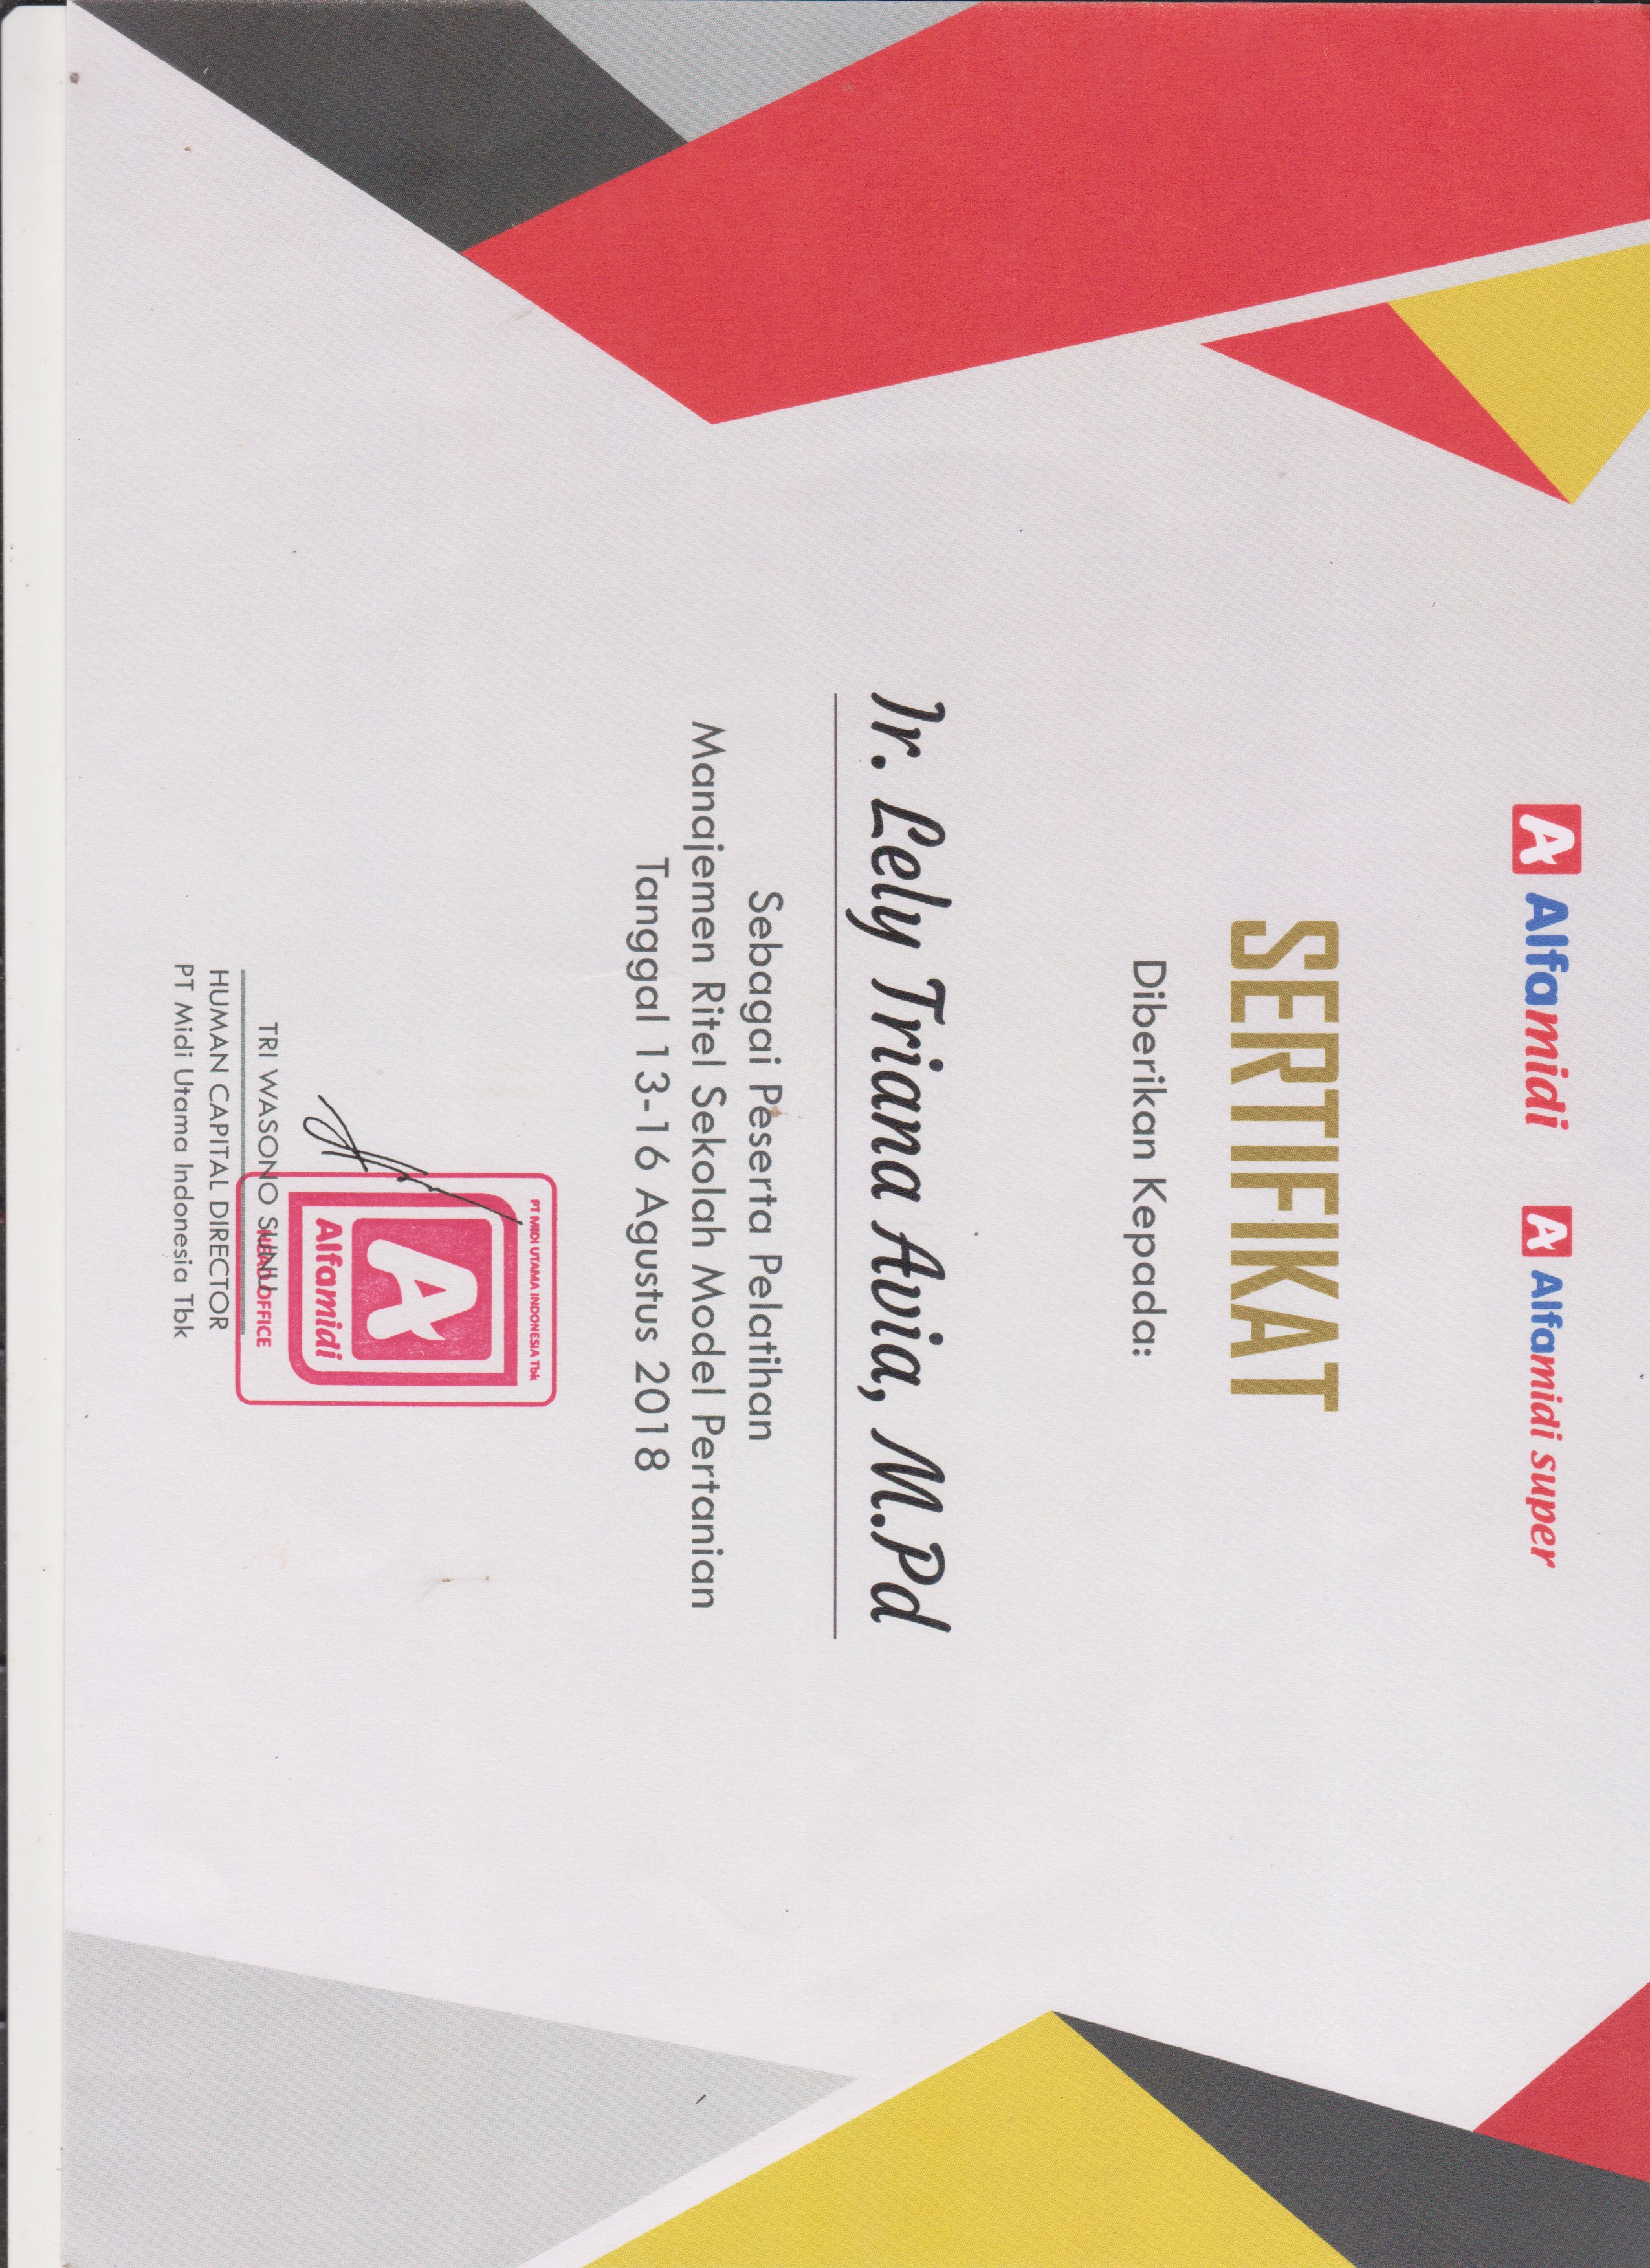 Alfamidi Alfamidi super
SERTIFIKAT
Diberikan Kepada:
Ir. Lely Triana Avia, M.Pd
Sebagai Peserta Pelatihan
Manajemen Ritel Sekolah Model Pertanian
Tanggal 13-16 Agustus 2018
PT MIDI UTAMA INDONESIA Tbk
A
Alfamidi
HEAD OFFICE
TRI WASONO SUNU
HUMAN CAPITAL DIRECTOR
PT Midi Utama Indonesia Tbk